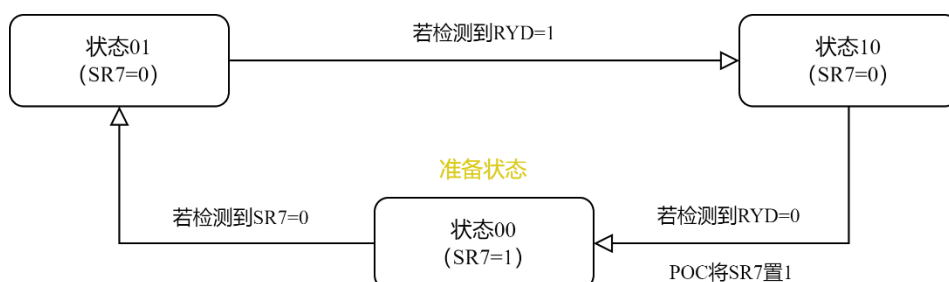 若检测到RYD=1
状态01
（SR7=0）
状态10
（SR7=0）
准备状态
若检测到SR7=0
状态00
（SR7=1）
若检测到RYD=0
POC将SR7置1